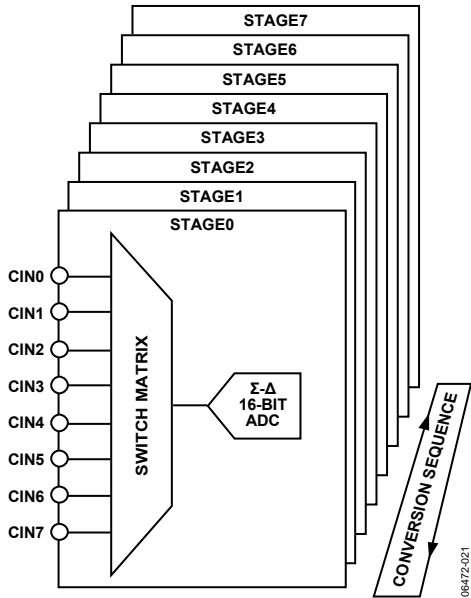 STAGE7
STAGE6
STAGE5
STAGE4
STAGE3
STAGE2
STAGE1
STAGE0
CIN0
CIN1
CIN2
CIN3
CIN4
CIN5
CIN6
CIN7
SWITCH MATRIX
Σ-Δ
16-BIT
ADC
CONVERSION SEQUENCE
06472-021